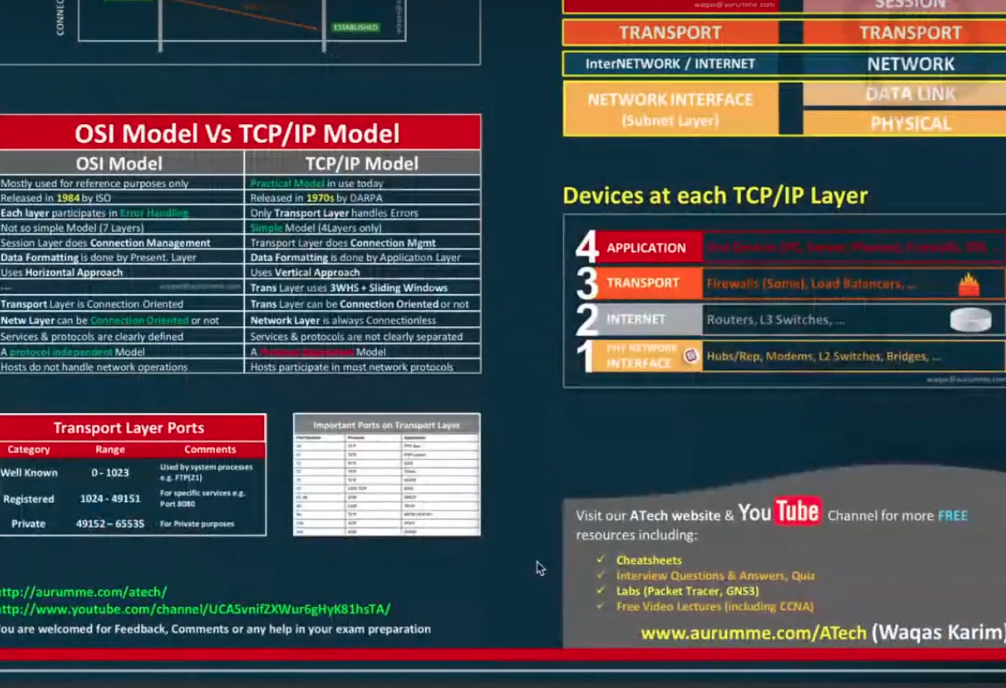 CONNEC
ESTABLISHED
waqas@aurumme.com
SESSION
TRANSPORT TRANSPORT
InterNETWORK / INTERNET NETWORK
NETWORK INTERFACE
(Subnet Layer)
DATA LINK
PHYSICAL
OSI Model Vs TCP/IP Model
OSI Model TCP/IP Model
Mostly used for reference purposes only Practical Model in use today
Released in 1984 by ISO Released in 1970s by DARPA
Each layer participates in Error Handling Only Transport Layer handles Errors
Not so simple Model (7 Layers) Simple Model (4Layers only)
Session Layer does Connection Management Transport Layer does Connection Mgmt
Data Formatting is done by Present. Layer Data Formatting is done by Application Layer
Uses Horizontal Approach Uses Vertical Approach
--- waqas@aurumme.com Trans Layer uses 3WHS + Sliding Windows
Transport Layer is Connection Oriented Trans Layer can be Connection Oriented or not
Netw Layer can be Connection Oriented or not Network Layer is always Connectionless
Services & protocols are clearly defined Services & protocols are not clearly separated
A protocol independent Model A Model
Hosts do not handle network operations Hosts participate in most network protocols
Devices at each TCP/IP Layer
4 APPLICATION End Devices (PC, Server, Phones), Firewalls, IDS, ...
3 TRANSPORT Firewalls (Some), Load Balancers, ...
2 INTERNET Routers, L3 Switches, ...
1 PHY NETWORK INTERFACE Hubs/Rep, Modems, L2 Switches, Bridges, ...
waqas@aurumme.com
Transport Layer Ports
Category Range Comments
Well Known 0 - 1023 Used by system processes e.g. FTP(21)
Registered 1024 - 49151 For specific services e.g. Port 8080
Private 49152 – 65535 For Private purposes
Important Ports on Transport Layer
Visit our ATech website & YouTube Channel for more FREE
resources including:
✓ Cheatsheets
✓ Interview Questions & Answers, Quiz
✓ Labs (Packet Tracer, GNS3)
✓ Free Video Lectures (including CCNA)
www.aurumme.com/ATech (Waqas Karim)
http://aurumme.com/atech/
http://www.youtube.com/channel/UCA5vnifZXWur6gHyK81hsTA/
You are welcomed for Feedback, Comments or any help in your exam preparation